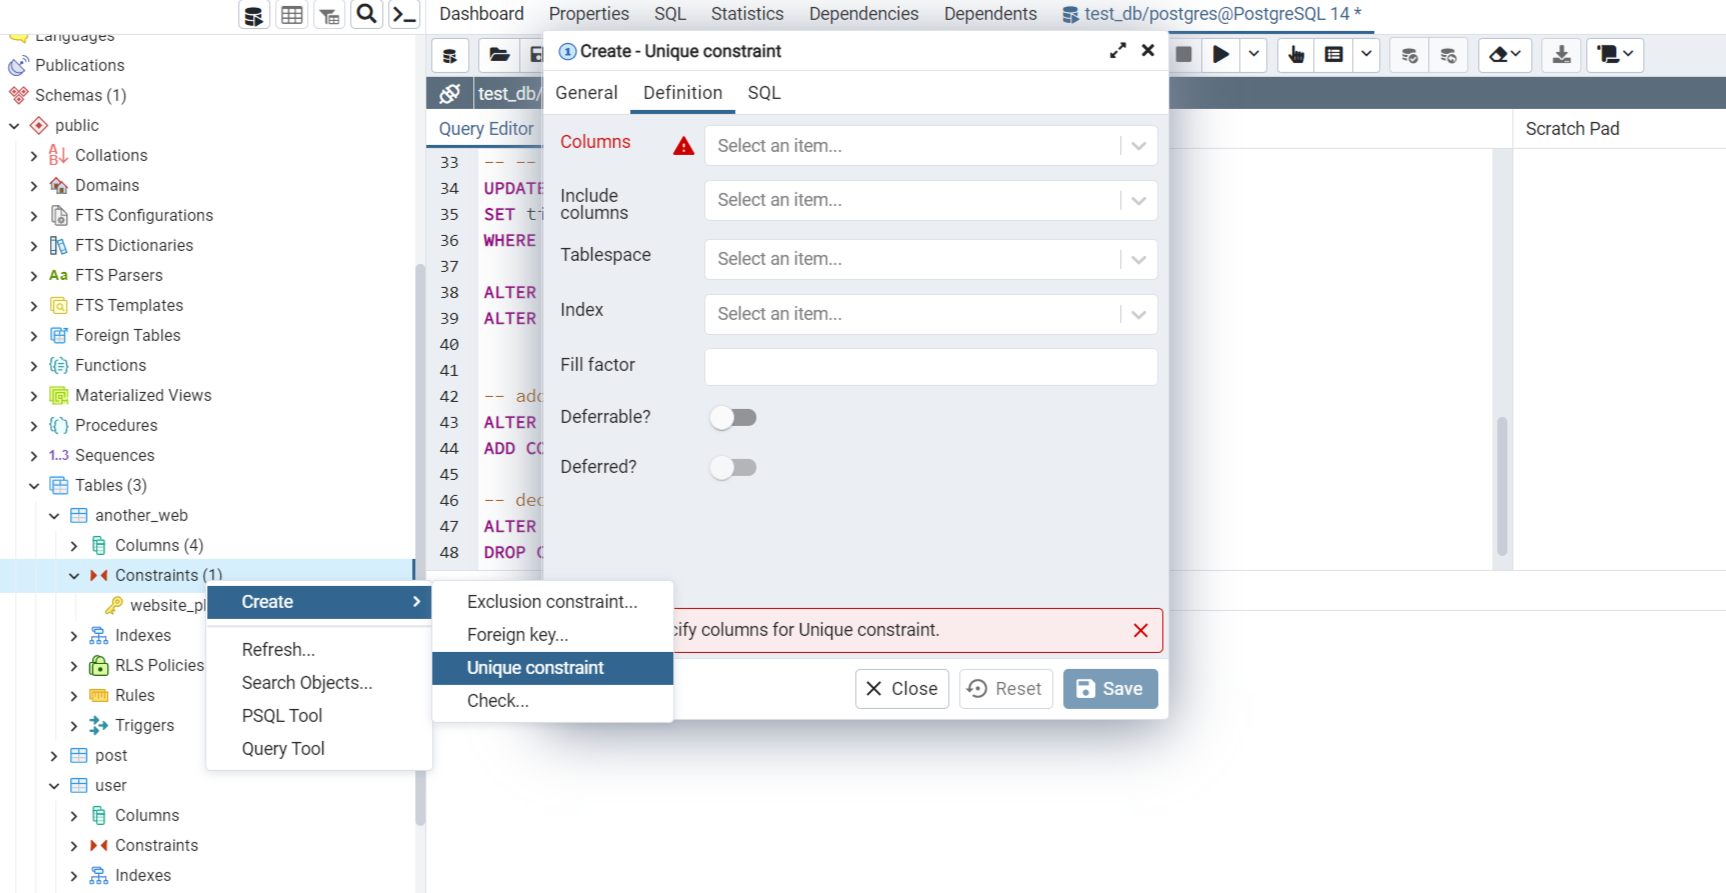 Dashboard Properties SQL Statistics Dependencies Dependents test_db/postgres@PostgreSQL 14 *
Languages
Publications
Schemas (1)
public
Collations
Domains
FTS Configurations
FTS Dictionaries
Aa FTS Parsers
FTS Templates
Foreign Tables
Functions
Materialized Views
Procedures
1..3 Sequences
Tables (3)
another_web
Columns (4)
Constraints (1)
Indexes
RLS Policies
Rules
Triggers
post
user
Columns
Constraints
Indexes
Create
Refresh...
Search Objects...
PSQL Tool
Query Tool
Exclusion constraint...
Foreign key...
Unique constraint
Check...
test_db/
Query Editor
Scratch Pad
33 -- --
34 UPDATE
35 SET
36 WHERE
37
38 ALTER
39 ALTER
40
41
42 -- add
43 ALTER
44 ADD
45
46 --
47 ALTER
48 DROP
Create - Unique constraint
General Definition SQL
Columns Select an item...
Include
columns Select an item...
Tablespace Select an item...
Index Select an item...
Fill factor
Deferrable?
Deferred?
columns for Unique constraint.
Close Reset Save